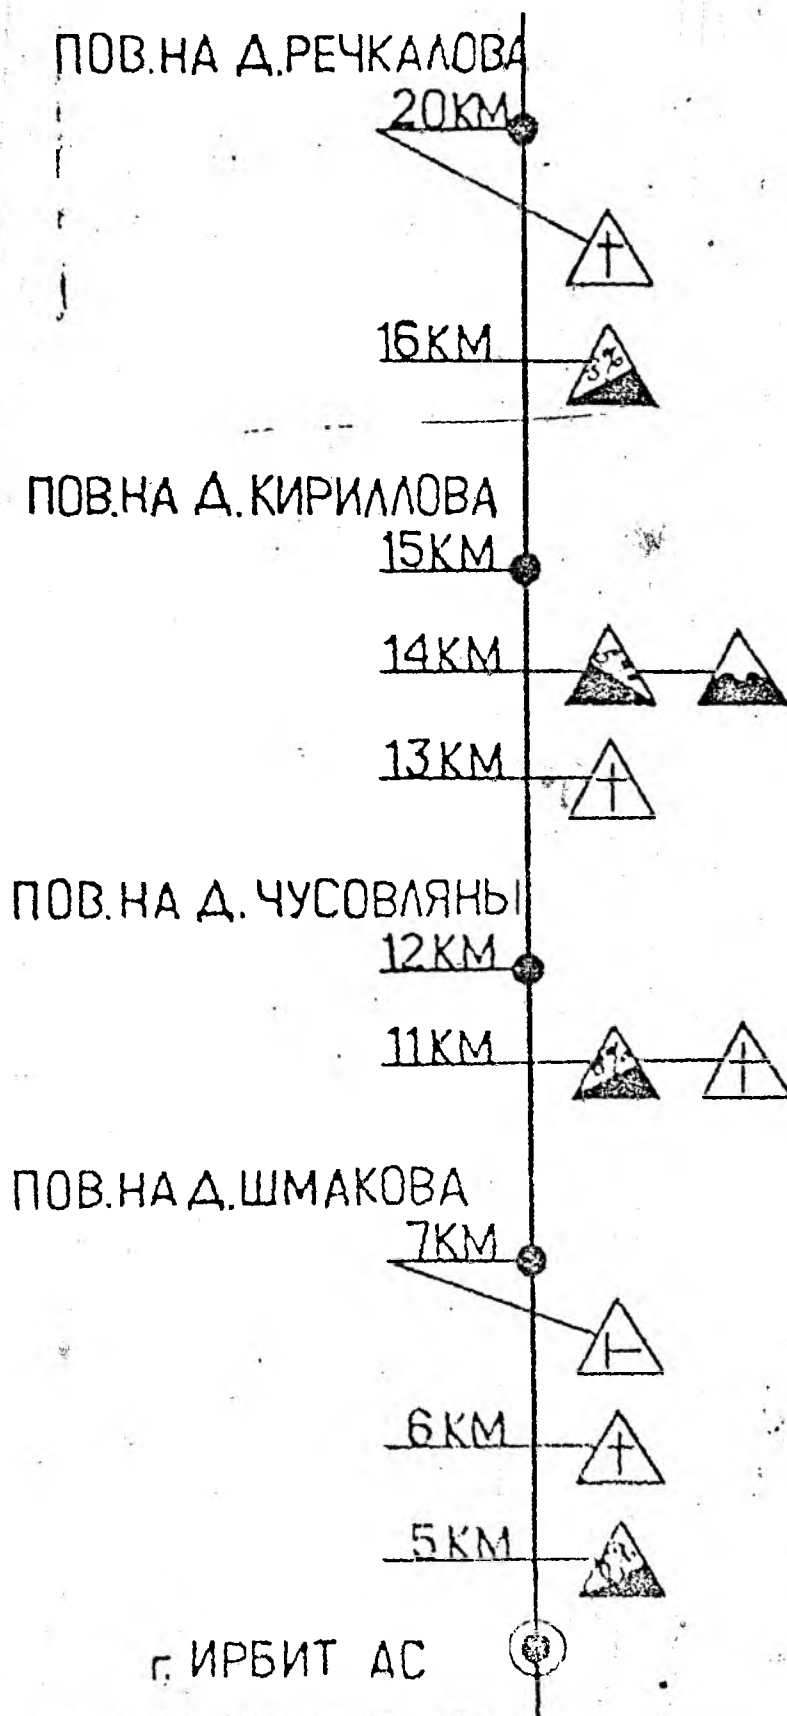 ПОВ.НА Д.РЕЧКАЛОВА
20КМ
16КМ
5%
ПОВ.НА Д.КИРИЛЛОВА
15КМ
14КМ
13КМ
ПОВ.НА Д.ЧУСОВЛЯНЫ
12КМ
11КМ
ПОВ.НА Д.ШМАКОВА
7КМ
6КМ
5КМ
г. ИРБИТ АС